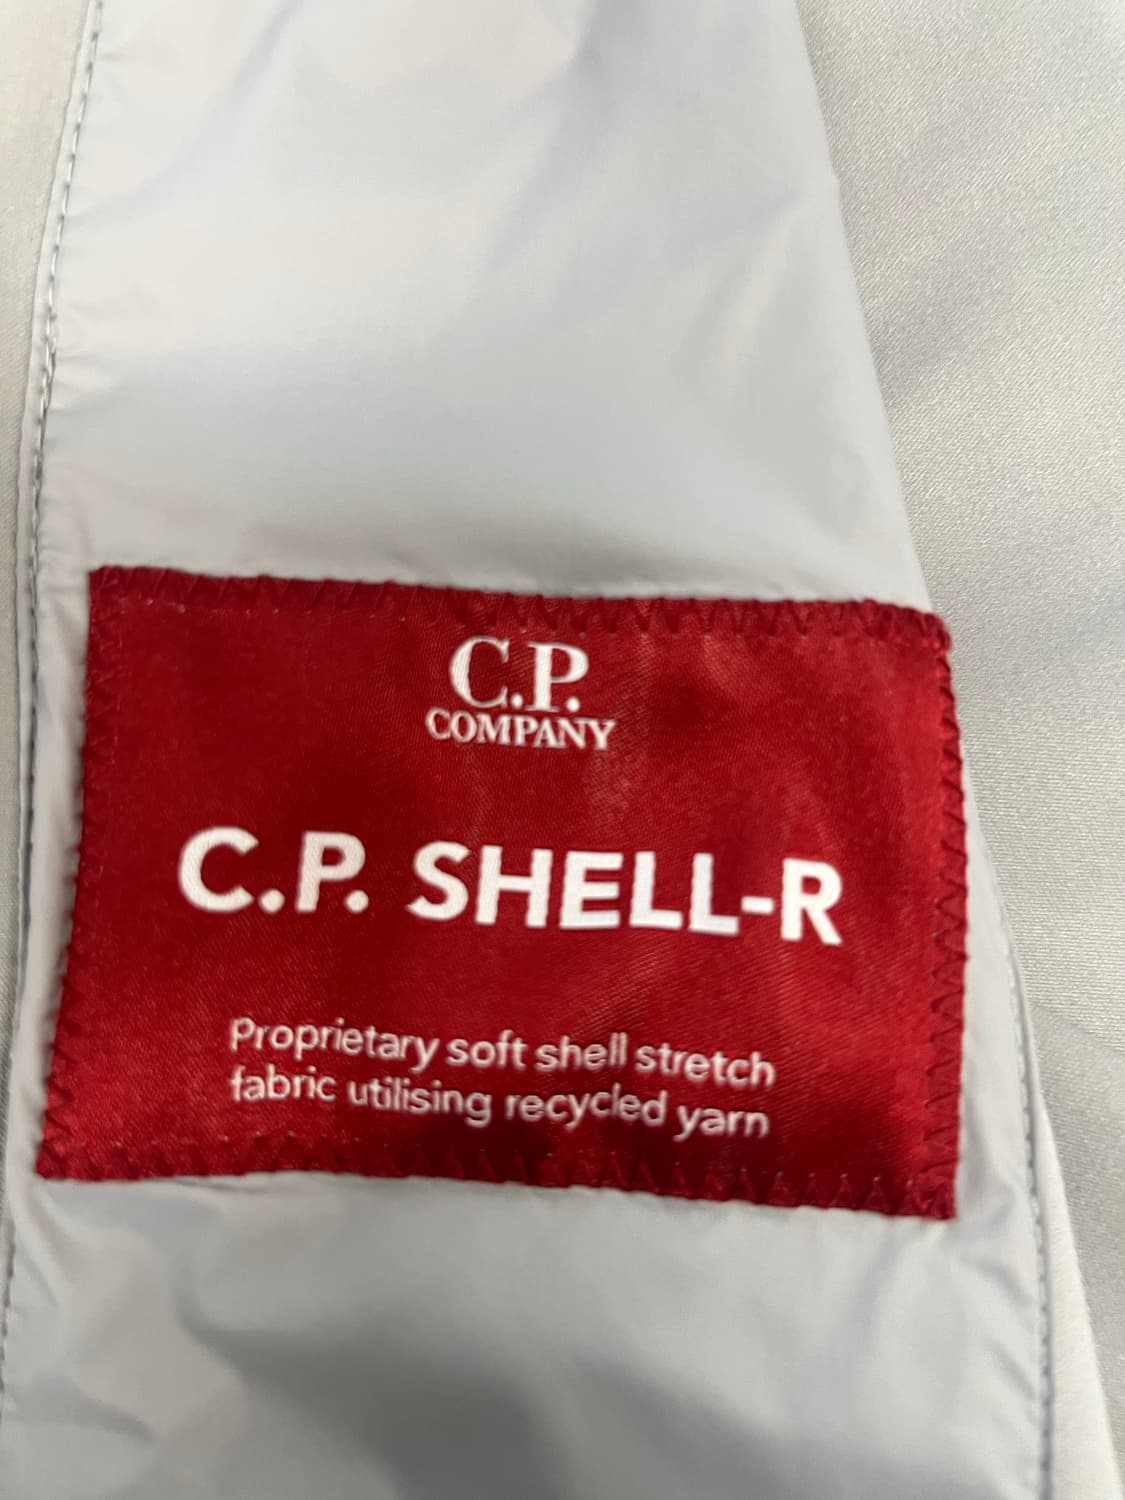 C.P.
COMPANY
C.P. SHELL-R
Proprietary soft shell stretch
fabric utilising recycled yarn